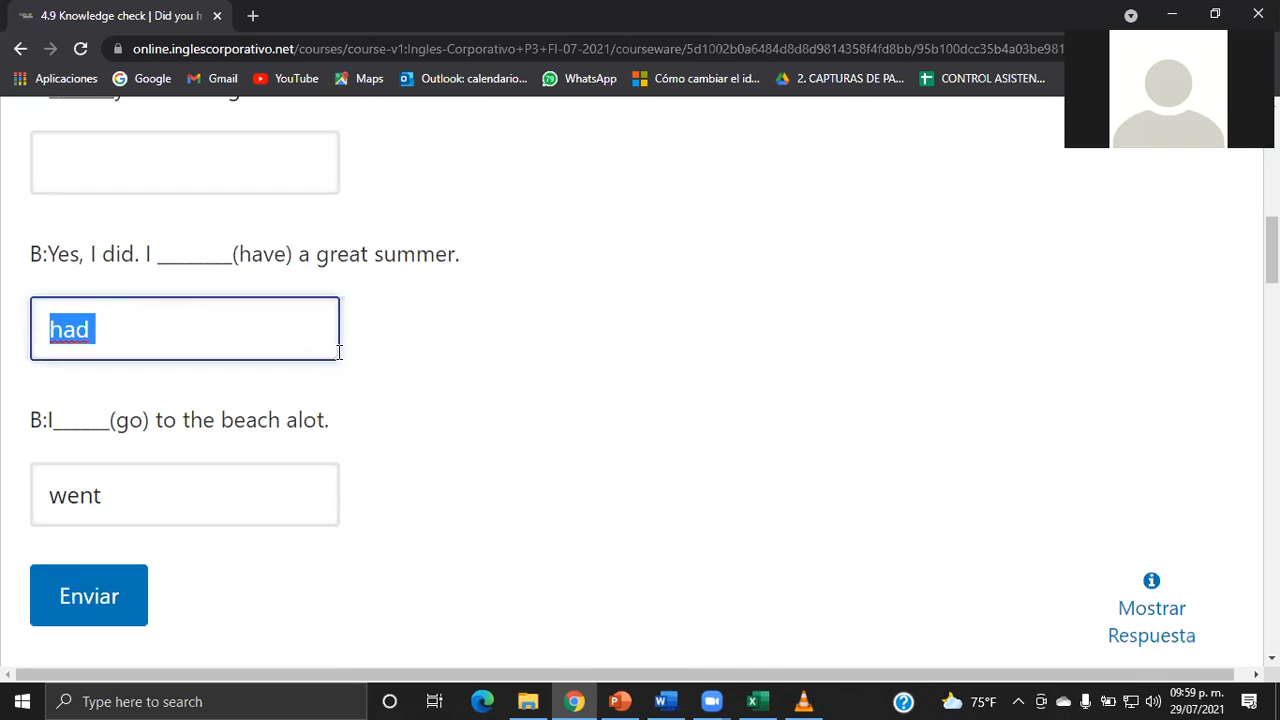 4.9 Knowledge check | Did you h
online.inglescorporativo.net/courses/course-v1:Ingles-Corporativo+P3+FI-07-2021/courseware/5d1002b0a6484d8d8d9814358f4fd8bb/95b100dcc35b4a03be981
Aplicaciones Google Gmail YouTube Maps Outlook: calendario... WhatsApp Cómo cambiar el id... 2. CAPTURAS DE PA... CONTROL ASISTEN...
B:Yes, I did. I ________(have) a great summer.
had
B:I______(go) to the beach alot.
went
Enviar
Mostrar
Respuesta
Type here to search
75°F
09:59 p. m.
29/07/2021